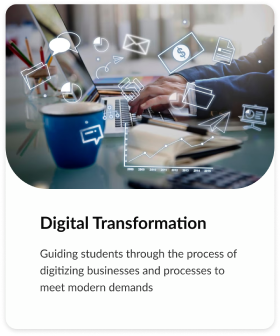 Digital Transformation
Guiding students through the process of
digitizing businesses and processes to
meet modern demands